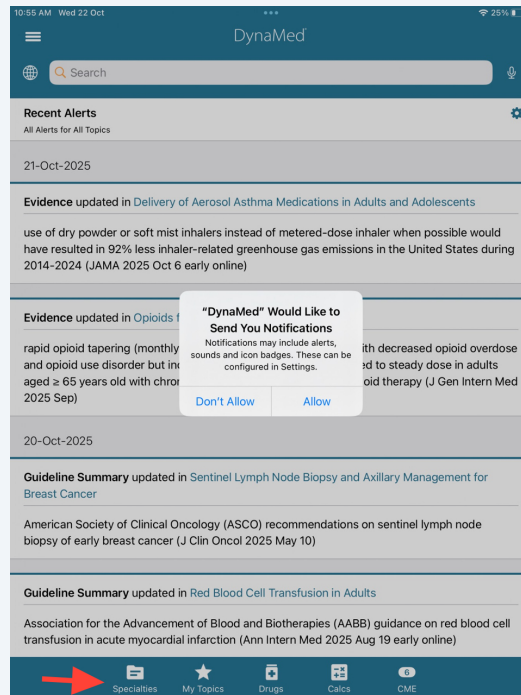 10:55 AM Wed 22 Oct
25%
DynaMed
Search
Recent Alerts
All Alerts for All Topics
21-Oct-2025
Evidence updated in Delivery of Aerosol Asthma Medications in Adults and Adolescents
use of dry powder or soft mist inhalers instead of metered-dose inhaler when possible would
have resulted in 92% less inhaler-related greenhouse gas emissions in the United States during
2014-2024 (JAMA 2025 Oct 6 early online)
Evidence updated in Opioids
rapid opioid tapering (monthly
ith decreased opioid overdose
and opioid use disorder but
ed to steady dose in adults
aged ≥ 65 years old with
oid therapy (J Gen Intern Med
2025 Sep)
"DynaMed" Would Like to
Send You Notifications
Notifications may include alerts,
sounds and icon badges. These can be
configured in Settings.
Don't Allow
Allow
20-Oct-2025
Guideline Summary updated in Sentinel Lymph Node Biopsy and Axillary Management for
Breast Cancer
American Society of Clinical Oncology (ASCO) recommendations on sentinel lymph node
biopsy of early breast cancer (J Clin Oncol 2025 May 10)
Guideline Summary updated in Red Blood Cell Transfusion in Adults
Association for the Advancement of Blood and Biotherapies (AABB) guidance on red blood cell
transfusion in acute myocardial infarction (Ann Intern Med 2025 Aug 19 early online)
Specialties
My Topics
Drugs
Calcs
6
CME